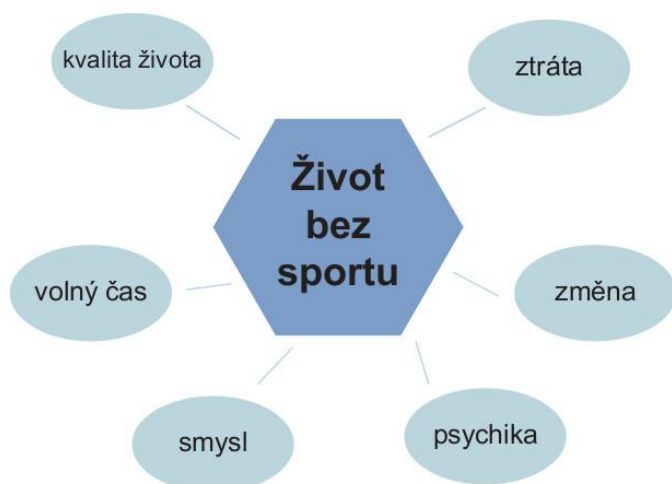 kvalita života
ztráta
Život
bez
sportu
volný čas
změna
smysl
psychika